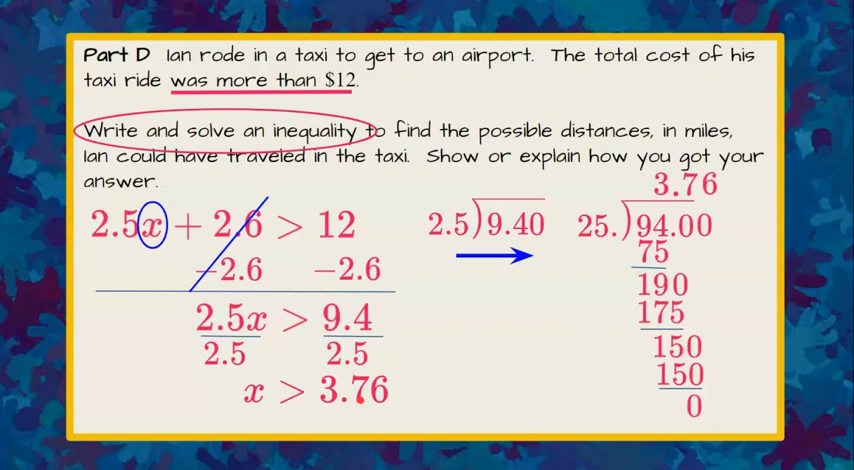 Part D Ian rode in a taxi to get to an airport. The total cost of his
taxi ride was more than $12.
Write and solve an inequality to find the possible distances, in miles,
Ian could have traveled in the taxi. Show or explain how you got your
answer.
2.5x + 2.6 > 12
-2.6 -2.6
2.5x > 9.4
2.5 2.5
x > 3.76
2.5)9.40
3.76
25.)94.00
75
190
175
150
150
0